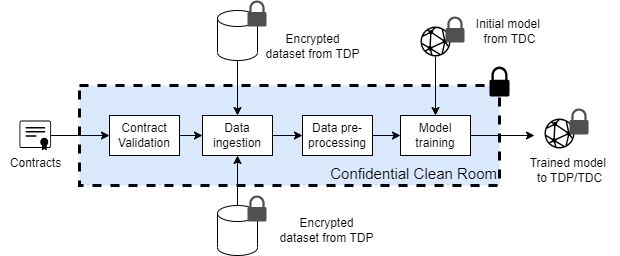 Encrypted
dataset from TDP
Initial model
from TDC
Contracts
Contract
Validation
Data
ingestion
Data pre-
processing
Model
training
Trained model
to TDP/TDC
Confidential Clean Room
Encrypted
dataset from TDP